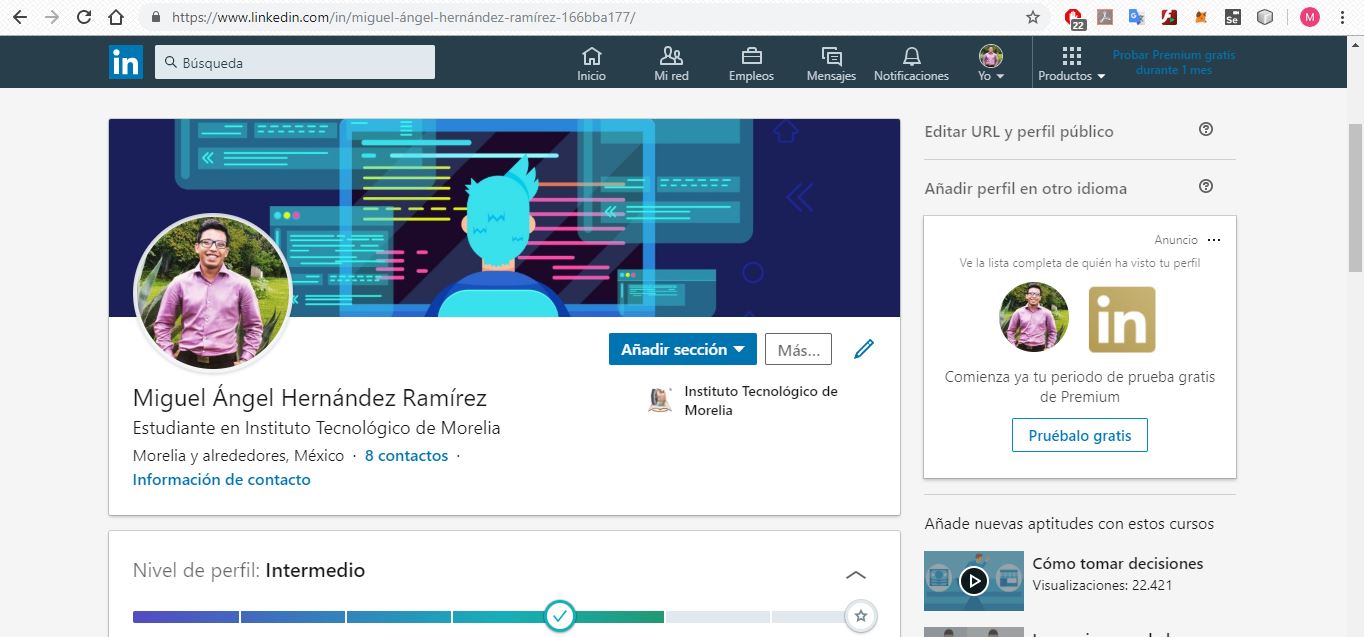 https://www.linkedin.com/in/miguel-ángel-hernández-ramírez-166bba177/
22
Se
M
in
Búsqueda
Inicio
Mi red
Empleos
Mensajes
Notificaciones
Yo
Productos
Probar Premium gratis
durante 1 mes
Editar URL y perfil público
Añadir perfil en otro idioma
Añadir sección
Más...
Miguel Ángel Hernández Ramírez
Estudiante en Instituto Tecnológico de Morelia
Morelia y alrededores, México · 8 contactos ·
Información de contacto
Instituto Tecnológico de
Morelia
Anuncio ...
Ve la lista completa de quién ha visto tu perfil
in
Comienza ya tu periodo de prueba gratis
de Premium
Pruébalo gratis
Nivel de perfil: Intermedio
Añade nuevas aptitudes con estos cursos
Cómo tomar decisiones
Visualizaciones: 22.421